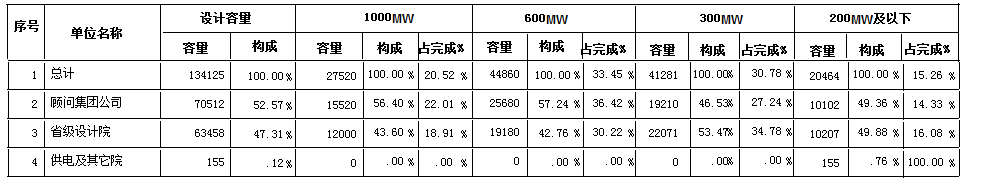 序号 单位名称 设计容量 1000MW 600MW 300MW 200MW及以下
容量 构成 容量 构成 占完成% 容量 构成 占完成% 容量 构成 占完成% 容量 构成 占完成%
1 总计 134125 100.00% 27520 100.00% 20.52% 44860 100.00% 33.45% 41281 100.00% 30.78% 20464 100.00% 15.26%
2 顾问集团公司 70512 52.57% 15520 56.40% 22.01% 25680 57.24% 36.42% 19210 46.53% 27.24% 10102 49.36% 14.33%
3 省级设计院 63458 47.31% 12000 43.60% 18.91% 19180 42.76% 30.22% 22071 53.47% 34.78% 10207 49.88% 16.08%
4 供电及其它院 155 .12% 0 .00% .00% 0 .00% .00% 0 .00% .00% 155 .76% 100.00%